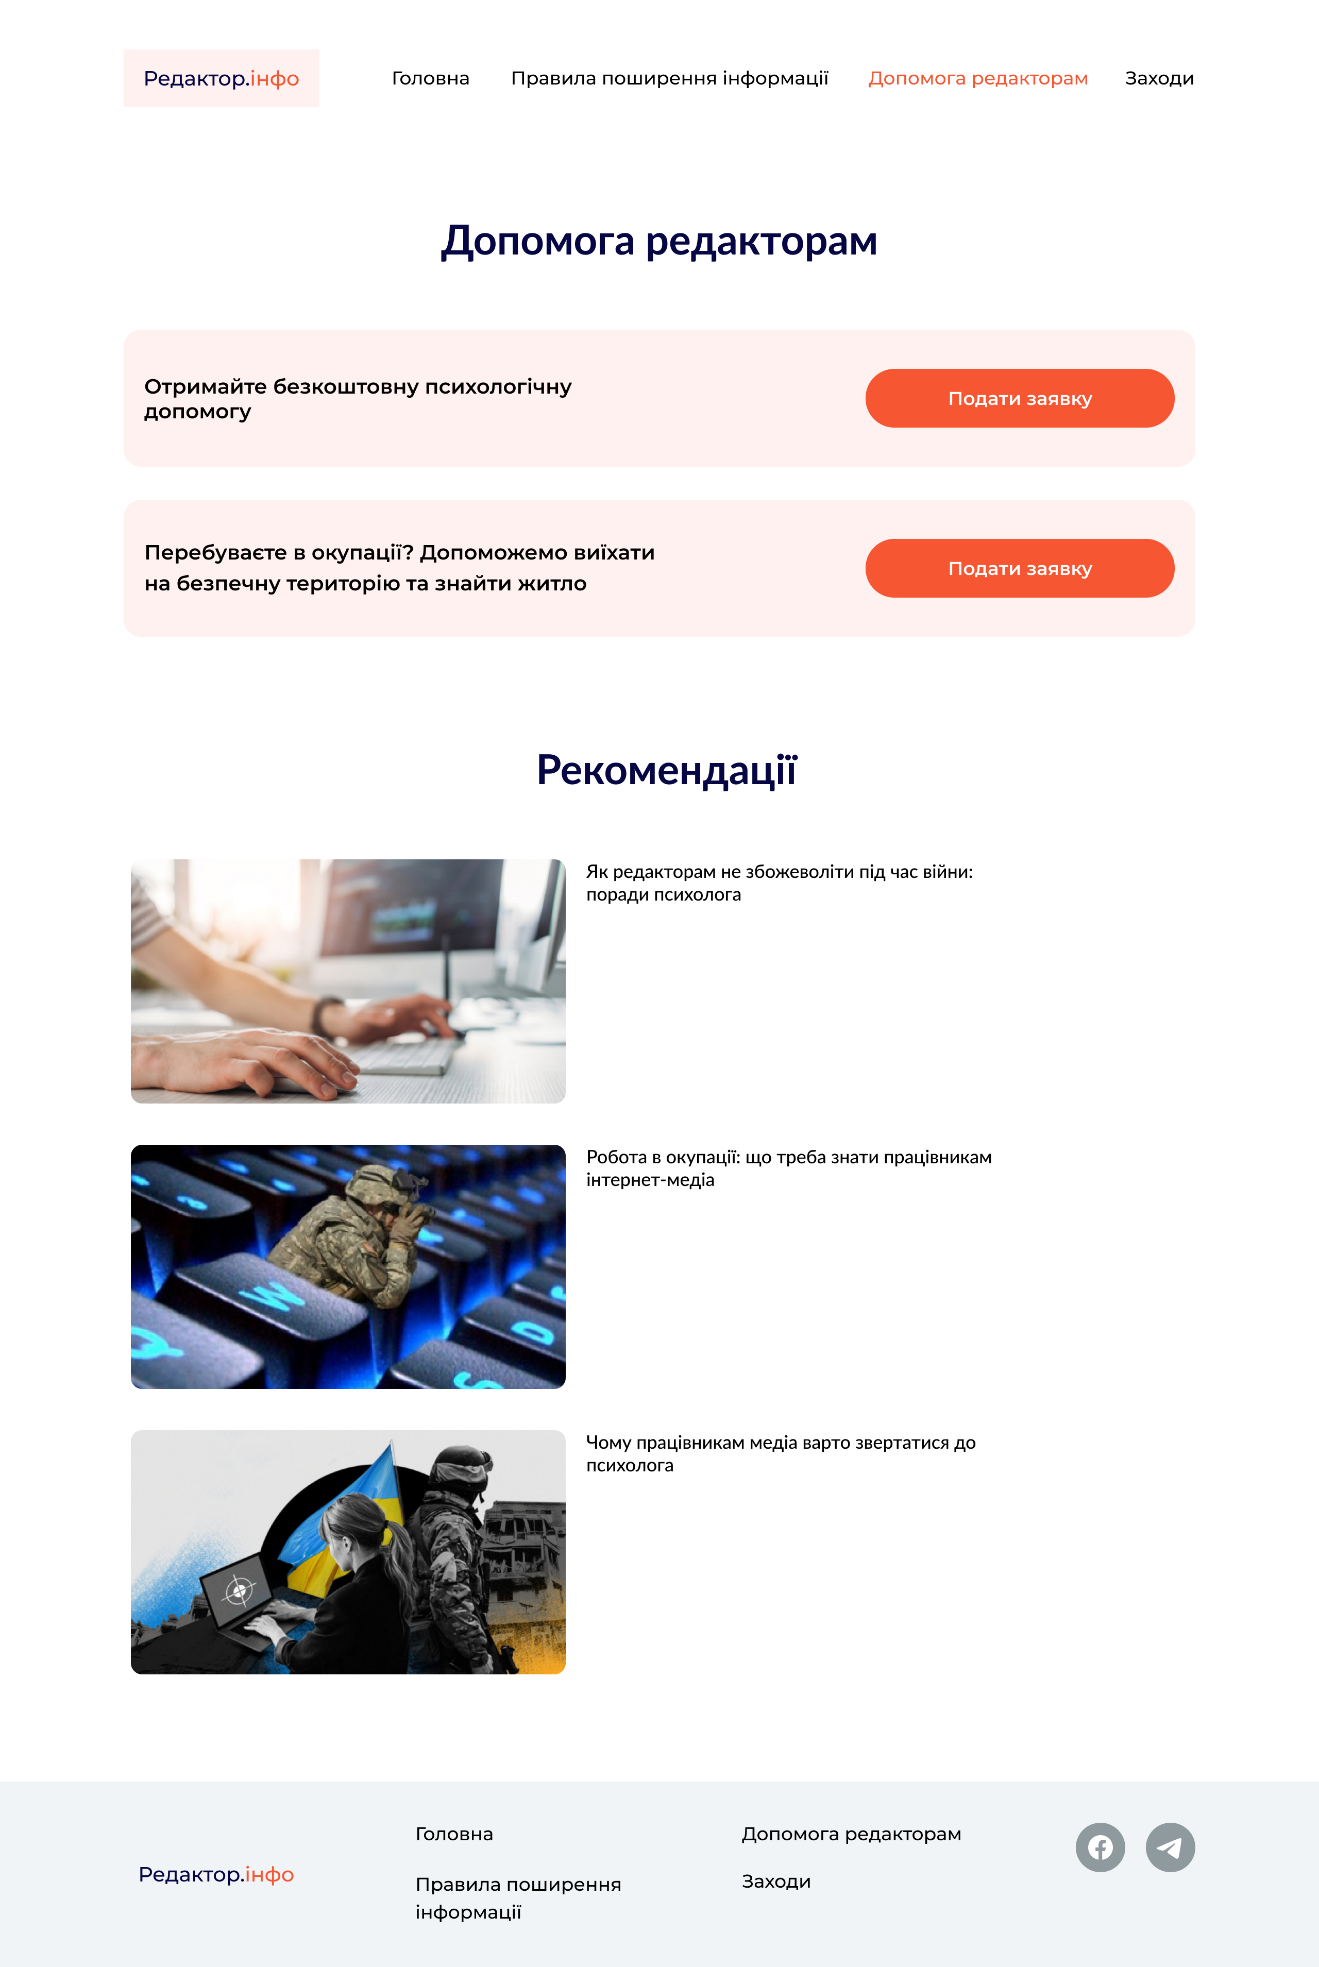 Редактор.інфо
Головна
Правила поширення інформації
Допомога редакторам
Заходи
Допомога редакторам
Отримайте безкоштовну психологічну
допомогу
Подати заявку
Перебуваєте в окупації? Допоможемо виїхати
на безпечну територію та знайти житло
Подати заявку
Рекомендації
Як редакторам не збожеволіти під час війни:
поради психолога
Робота в окупації: що треба знати працівникам
інтернет-медіа
W
Q
D
S
Чому працівникам медіа варто звертатися до
психолога
Редактор.інфо
Головна
Правила поширення
інформації
Допомога редакторам
Заходи